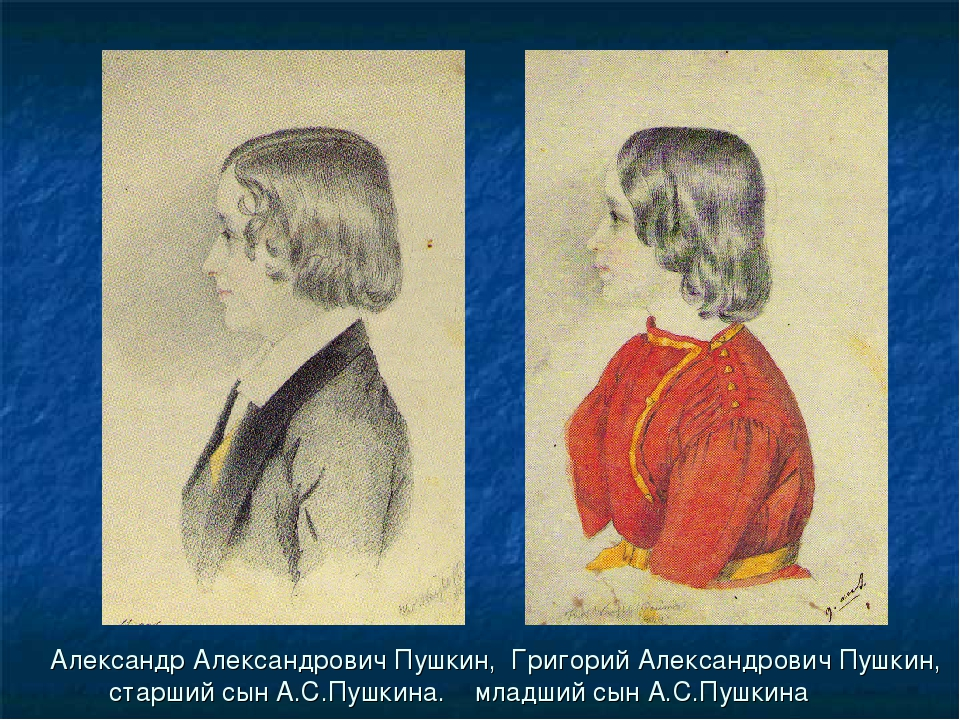 Александр Александрович Пушкин, Григорий Александрович Пушкин,
старший сын А.С.Пушкина. младший сын А.С.Пушкина